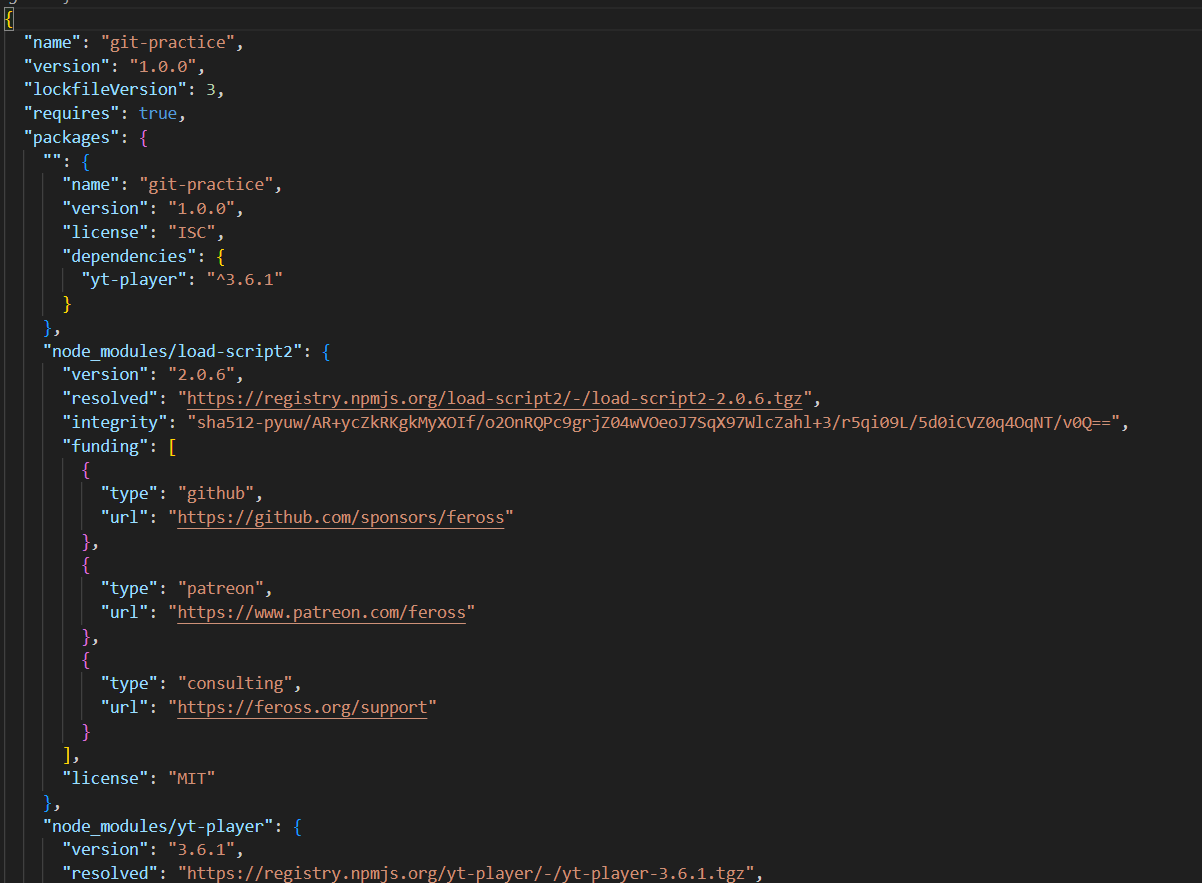 {
"name": "git-practice",
"version": "1.0.0",
"lockfileVersion": 3,
"requires": true,
"packages": {
"": {
"name": "git-practice",
"version": "1.0.0",
"license": "ISC",
"dependencies": {
"yt-player": "^3.6.1"
}
},
"node_modules/load-script2": {
"version": "2.0.6",
"resolved": "https://registry.npmjs.org/load-script2/-/load-script2-2.0.6.tgz",
"integrity": "sha512-pyuw/AR+ycZkRKgkMyXOIf/o2OnRQPc9grjZ04wVOeoJ7SqX97WlcZahl+3/r5qi09L/5d0iCVZ0q4OqNT/v0Q==",
"funding": [
{
"type": "github",
"url": "https://github.com/sponsors/feross"
},
{
"type": "patreon",
"url": "https://www.patreon.com/feross"
},
{
"type": "consulting",
"url": "https://feross.org/support"
}
],
"license": "MIT"
},
"node_modules/yt-player": {
"version": "3.6.1",
"resolved": "https://registry.npmjs.org/yt-player/-/yt-player-3.6.1.tgz",